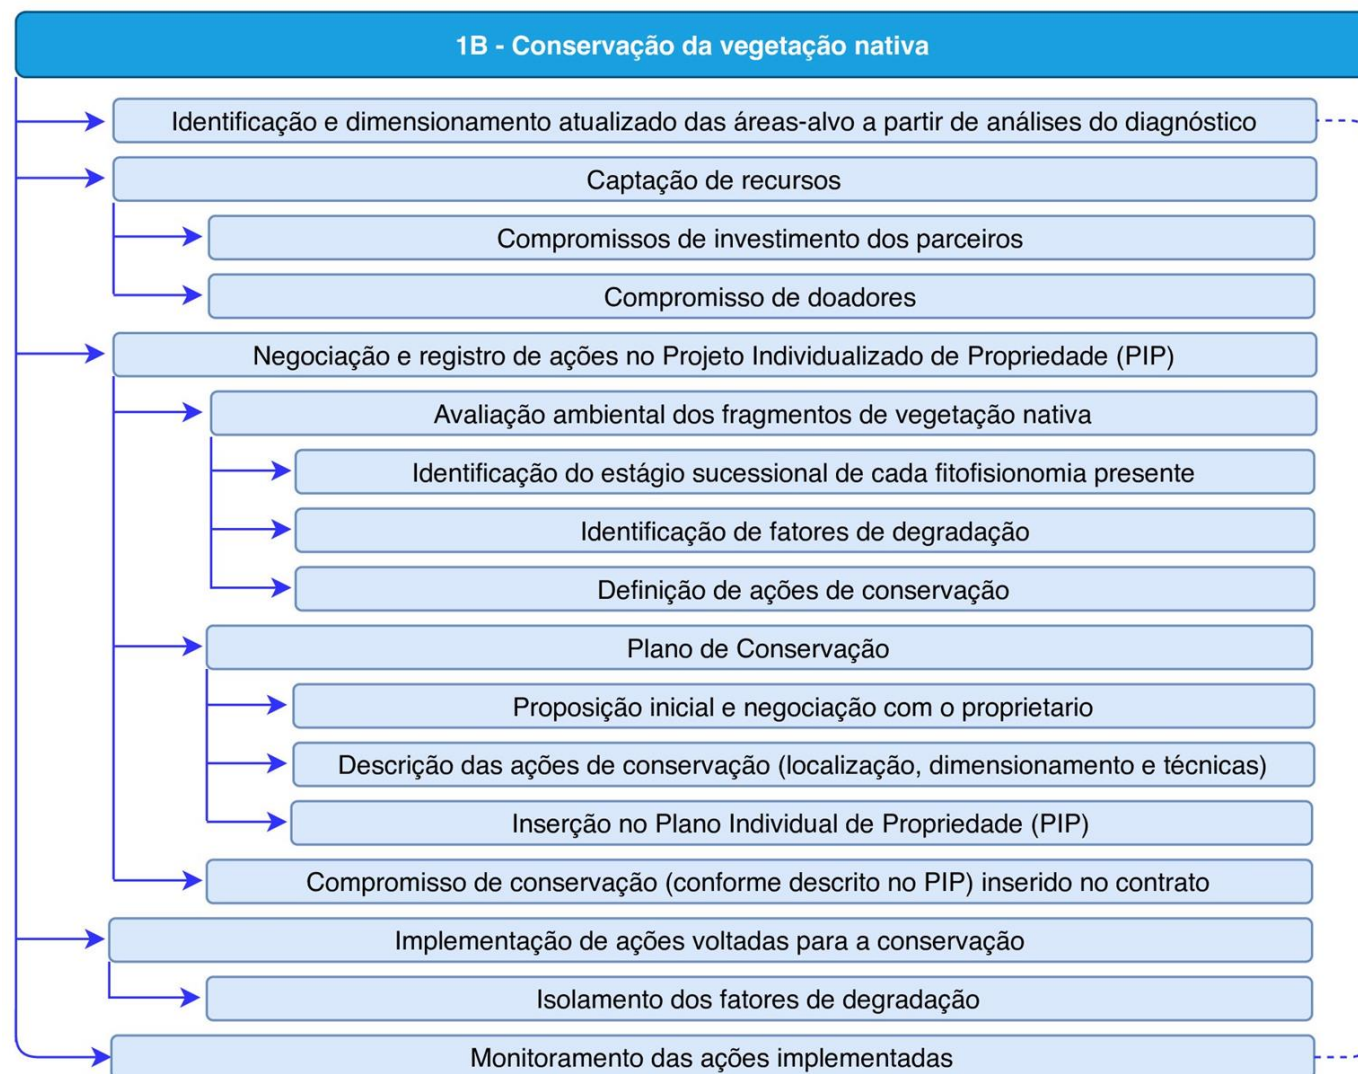 1B - Conservação da vegetação nativa
Identificação e dimensionamento atualizado das áreas-alvo a partir de análises do diagnóstico
Captação de recursos
Compromissos de investimento dos parceiros
Compromisso de doadores
Negociação e registro de ações no Projeto Individualizado de Propriedade (PIP)
Avaliação ambiental dos fragmentos de vegetação nativa
Identificação do estágio sucessional de cada fitofisionomia presente
Identificação de fatores de degradação
Definição de ações de conservação
Plano de Conservação
Proposição inicial e negociação com o proprietario
Descrição das ações de conservação (localização, dimensionamento e técnicas)
Inserção no Plano Individual de Propriedade (PIP)
Compromisso de conservação (conforme descrito no PIP) inserido no contrato
Implementação de ações voltadas para a conservação
Isolamento dos fatores de degradação
Monitoramento das ações implementadas